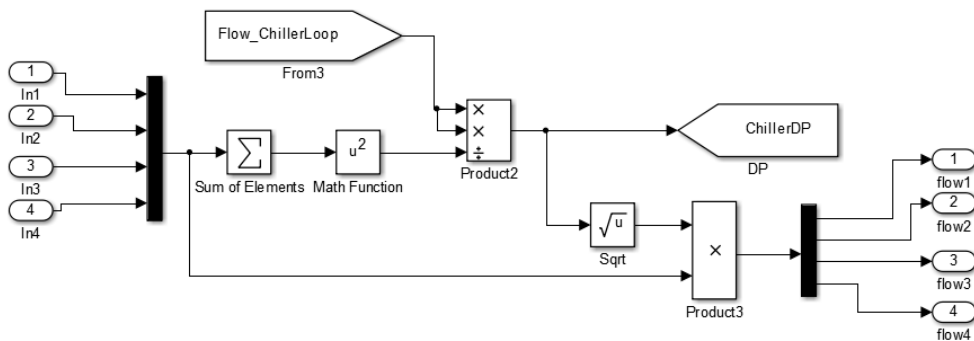 Flow_ChillerLoop
From3
1
In1
2
In2
3
In3
4
In4
∑
Sum of Elements
u²
Math Function
×
×
÷
Product2
ChillerDP
DP
√u
Sqrt
×
Product3
1
flow1
2
flow2
3
flow3
4
flow4